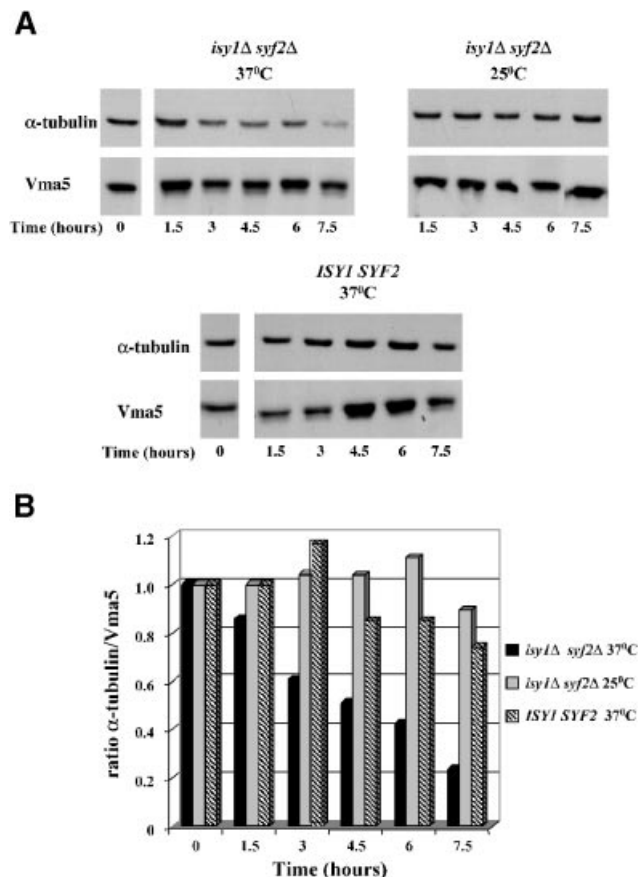 A
isy1Δ syf2Δ
37⁰C
isy1Δ syf2Δ
25⁰C
α-tubulin
Vma5
Time (hours) 0 1.5 3 4.5 6 7.5
1.5 3 4.5 6 7.5
ISY1 SYF2
37⁰C
α-tubulin
Vma5
Time (hours) 0 1.5 3 4.5 6 7.5
B
ratio α-tubulin/Vma5
1.2
1.0
0.8
0.6
0.4
0.2
0
0 1.5 3 4.5 6 7.5
Time (hours)
isy1Δ syf2Δ 37⁰C
isy1Δ syf2Δ 25⁰C
ISY1 SYF2 37⁰C